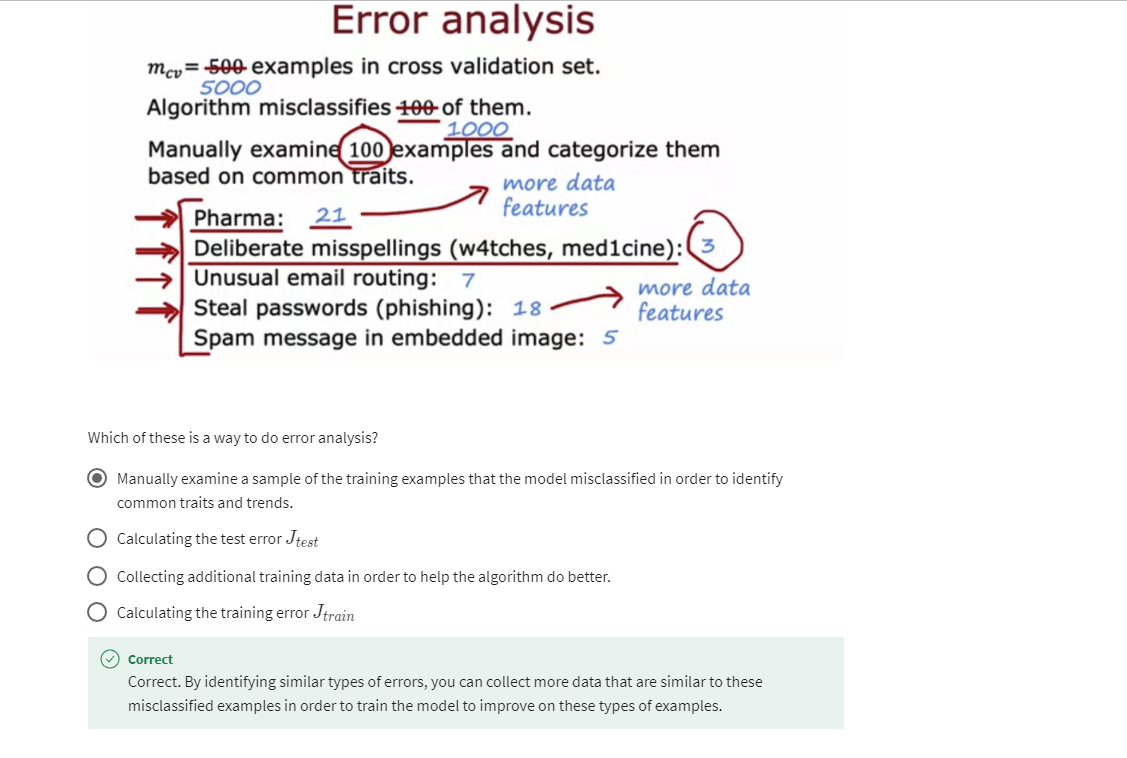 Error analysis
m_cv = 500 examples in cross validation set.
5000
Algorithm misclassifies 100 of them.
1000
Manually examine 100 examples and categorize them
based on common traits.
more data
features
Pharma: 21
Deliberate misspellings (w4tches, med1cine): 3
Unusual email routing: 7
more data
features
Steal passwords (phishing): 18
Spam message in embedded image: 5
Which of these is a way to do error analysis?
Manually examine a sample of the training examples that the model misclassified in order to identify
common traits and trends.
Calculating the test error J_test
Collecting additional training data in order to help the algorithm do better.
Calculating the training error J_train
Correct
Correct. By identifying similar types of errors, you can collect more data that are similar to these
misclassified examples in order to train the model to improve on these types of examples.